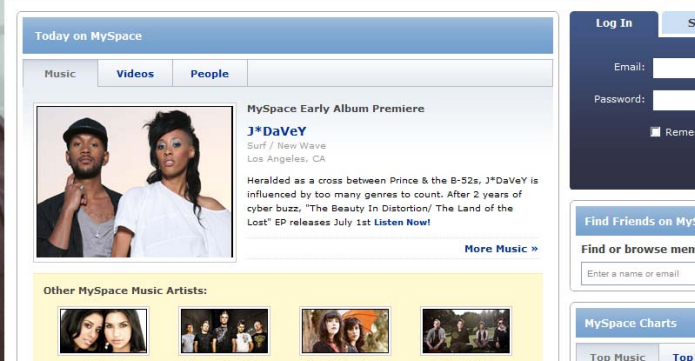 Today on MySpace
Music Videos People
MySpace Early Album Premiere
J*DaVeY
Surf / New Wave
Los Angeles, CA
Heralded as a cross between Prince & the B-52s, J*DaVeY is
influenced by too many genres to count. After 2 years of
cyber buzz, "The Beauty In Distortion/ The Land of the
Lost" EP releases July 1st Listen Now!
More Music »
Other MySpace Music Artists:
Log In S
Email:
Password:
Reme
Find Friends on MyS
Find or browse mem
Enter a name or email
MySpace Charts
Top Music Top